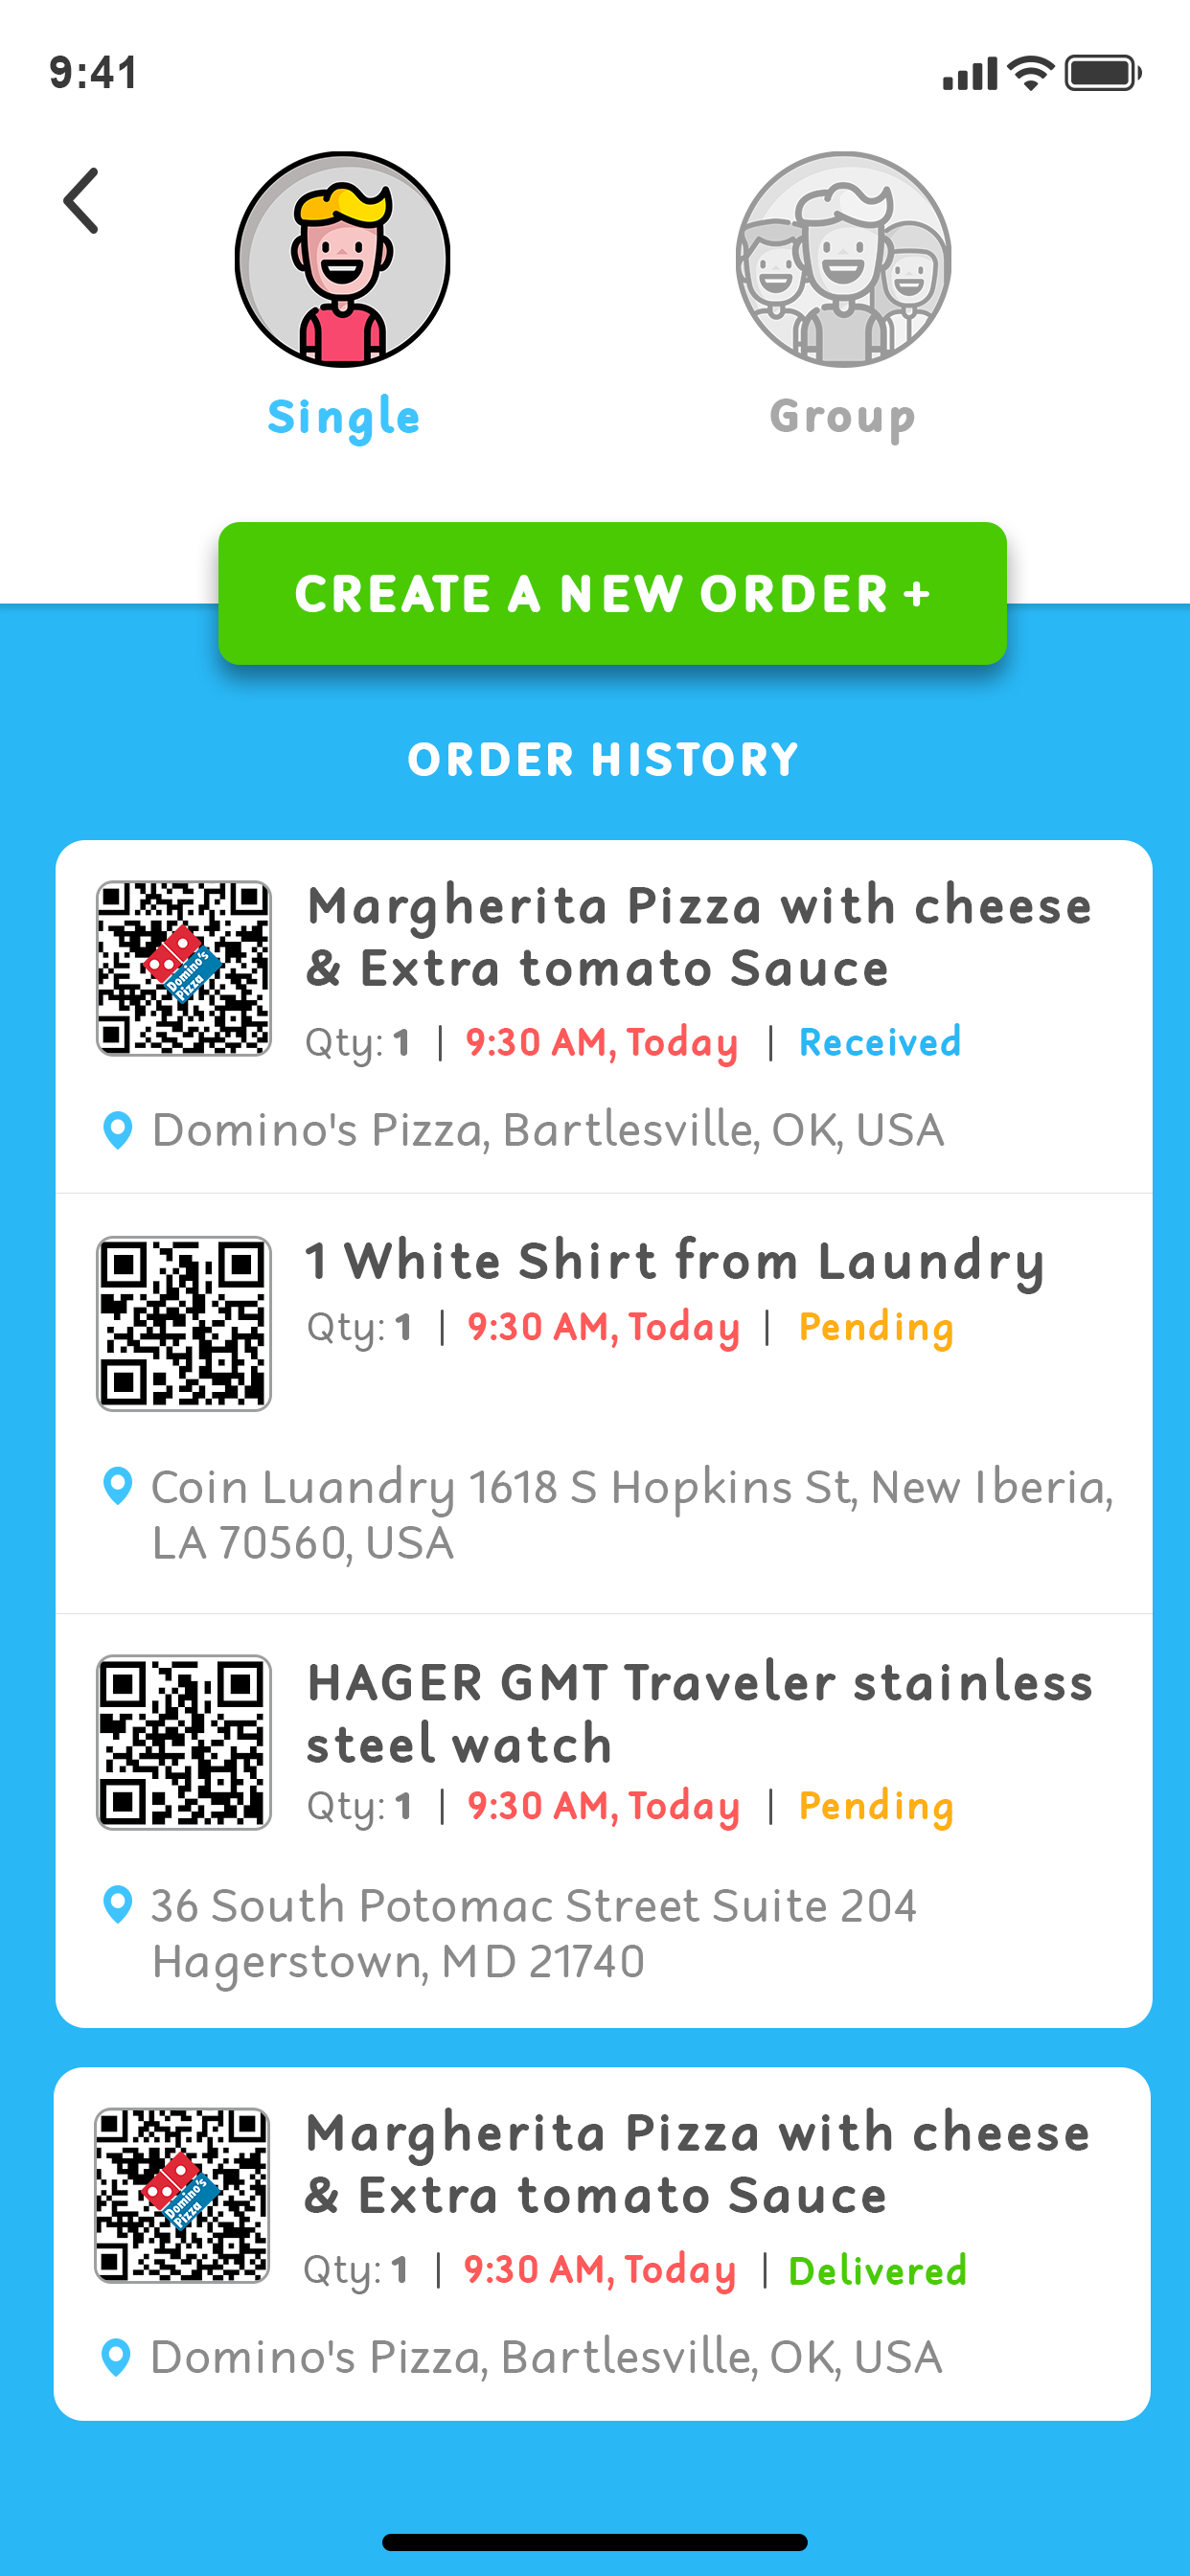 9:41
Single
Group
CREATE A NEW ORDER +
ORDER HISTORY
Domino's
Pizza
Margherita Pizza with cheese
& Extra tomato Sauce
Qty: 1 | 9:30 AM, Today | Received
Domino's Pizza, Bartlesville, OK, USA
1 White Shirt from Laundry
Qty: 1 | 9:30 AM, Today | Pending
Coin Luandry 1618 S Hopkins St, New Iberia,
LA 70560, USA
HAGER GMT Traveler stainless
steel watch
Qty: 1 | 9:30 AM, Today | Pending
36 South Potomac Street Suite 204
Hagerstown, MD 21740
Domino's
Pizza
Margherita Pizza with cheese
& Extra tomato Sauce
Qty: 1 | 9:30 AM, Today | Delivered
Domino's Pizza, Bartlesville, OK, USA